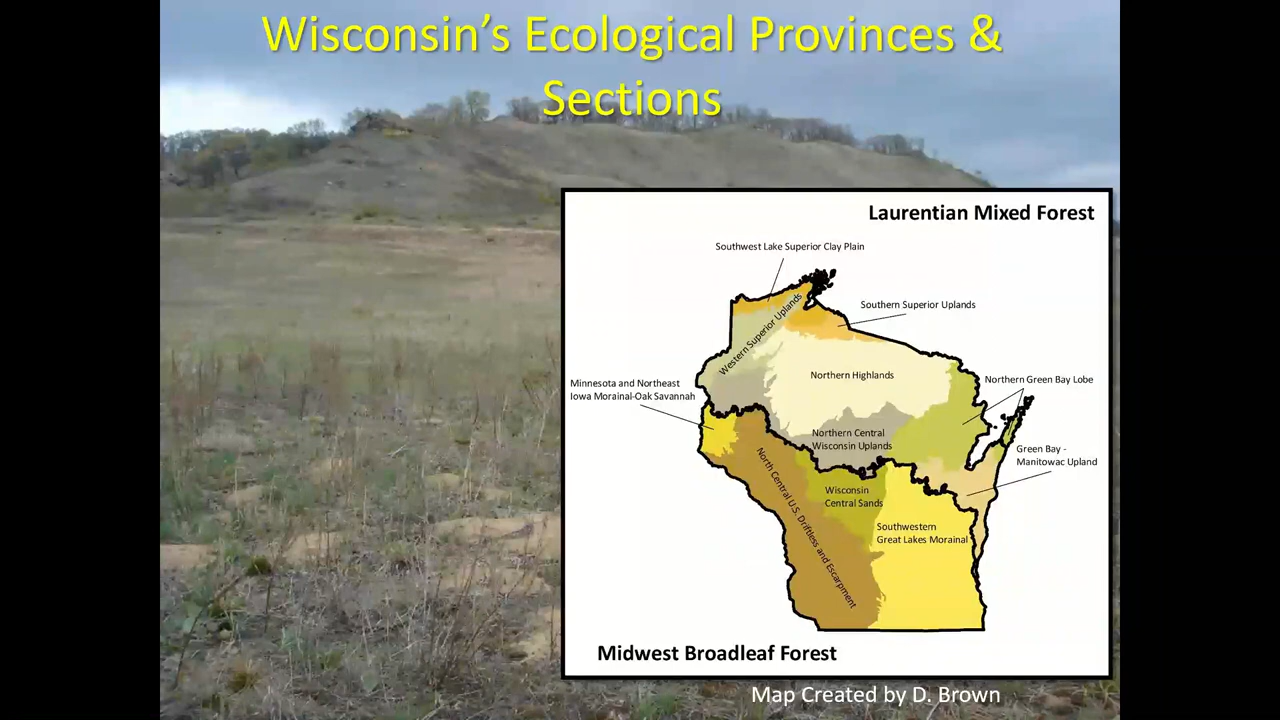 Wisconsin's Ecological Provinces &
Sections
Laurentian Mixed Forest
Southwest Lake Superior Clay Plain
Southern Superior Uplands
Western Superior Uplands
Northern Highlands
Minnesota and Northeast
Iowa Morainal-Oak Savannah
Northern Green Bay Lobe
Northern Central
Wisconsin Uplands
Green Bay -
Manitowac Upland
North Central U.S. Driftless and Escarpment
Wisconsin
Central Sands
Southwestern
Great Lakes Morainal
Midwest Broadleaf Forest
Map Created by D. Brown